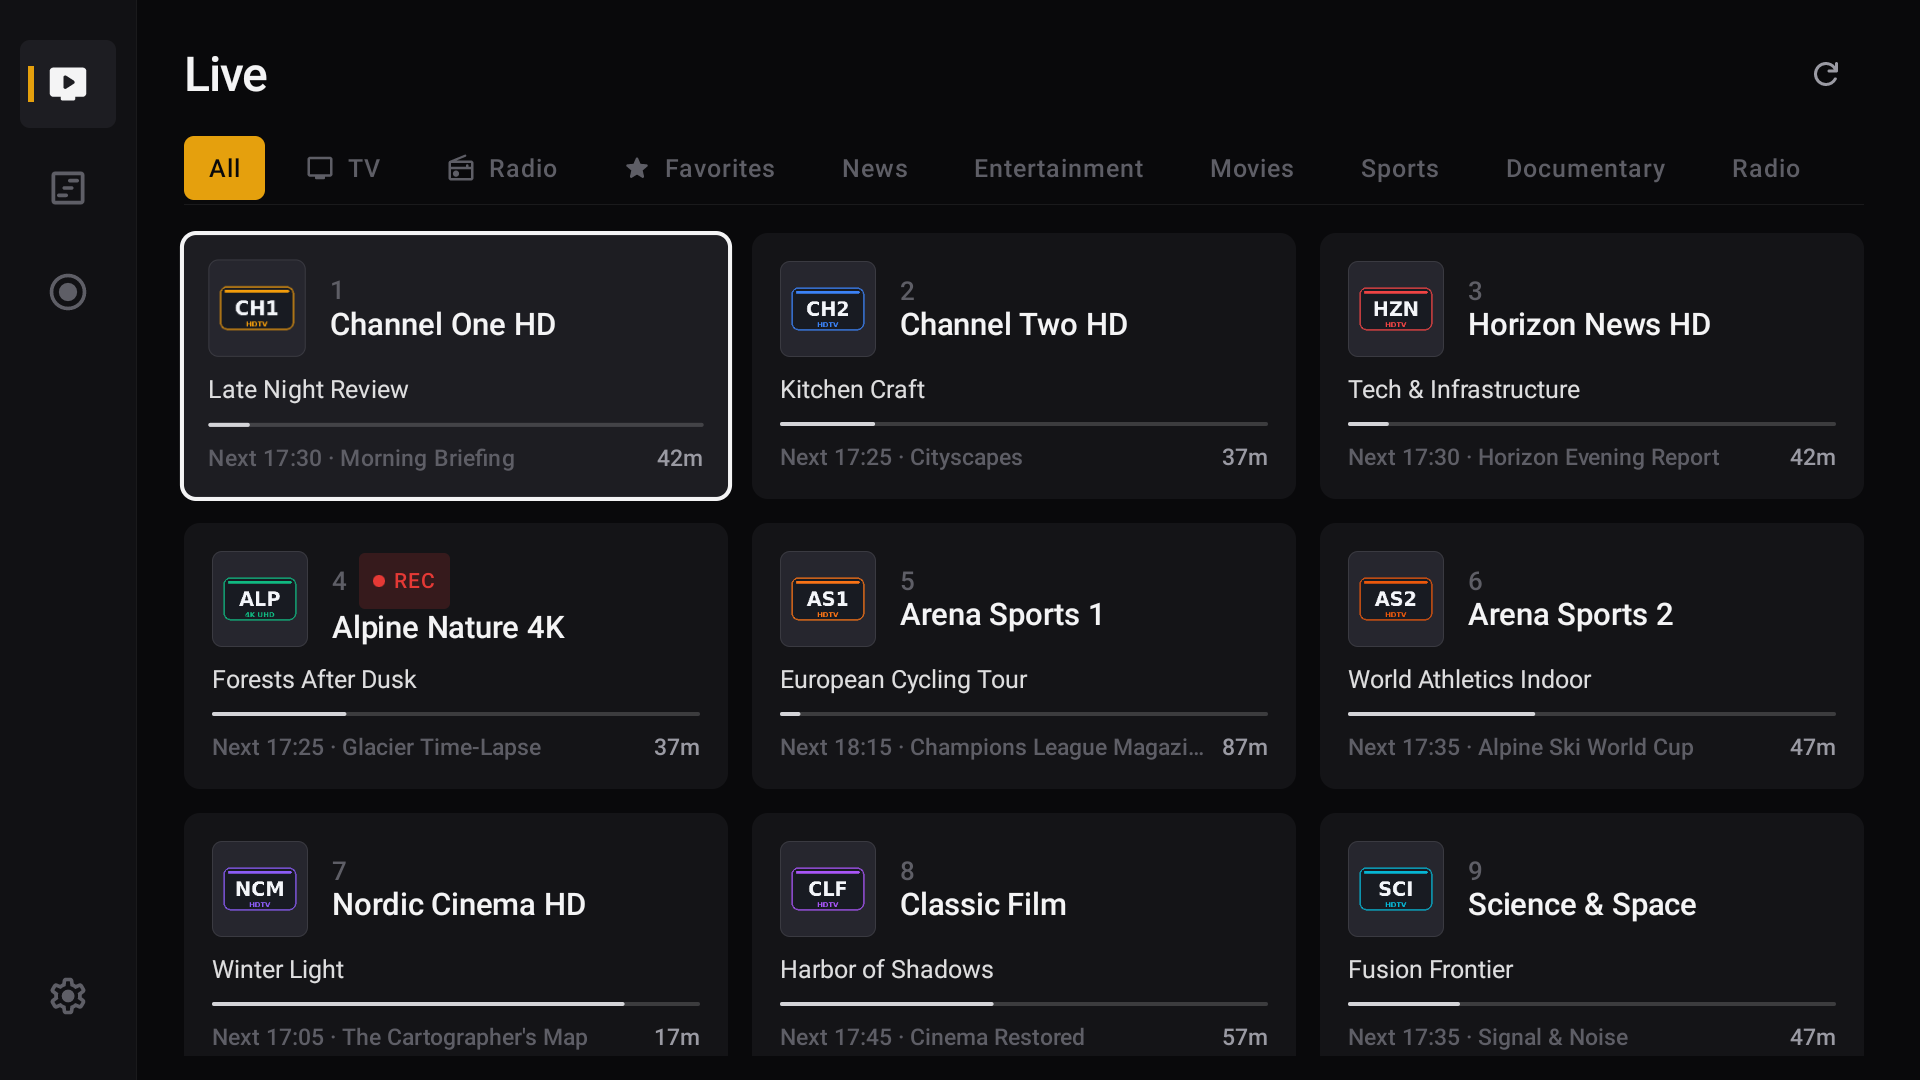 Live
All
TV
Radio
Favorites
News
Entertainment
Movies
Sports
Documentary
Radio
CH1
HDTV
1
Channel One HD
Late Night Review
Next 17:30 · Morning Briefing
42m
CH2
HDTV
2
Channel Two HD
Kitchen Craft
Next 17:25 · Cityscapes
37m
HZN
HDTV
3
Horizon News HD
Tech & Infrastructure
Next 17:30 · Horizon Evening Report
42m
ALP
4K UHD
4
REC
Alpine Nature 4K
Forests After Dusk
Next 17:25 · Glacier Time-Lapse
37m
AS1
HDTV
5
Arena Sports 1
European Cycling Tour
Next 18:15 · Champions League Magazi...
87m
AS2
HDTV
6
Arena Sports 2
World Athletics Indoor
Next 17:35 · Alpine Ski World Cup
47m
NCM
HDTV
7
Nordic Cinema HD
Winter Light
Next 17:05 · The Cartographer's Map
17m
CLF
HDTV
8
Classic Film
Harbor of Shadows
Next 17:45 · Cinema Restored
57m
SCI
HDTV
9
Science & Space
Fusion Frontier
Next 17:35 · Signal & Noise
47m